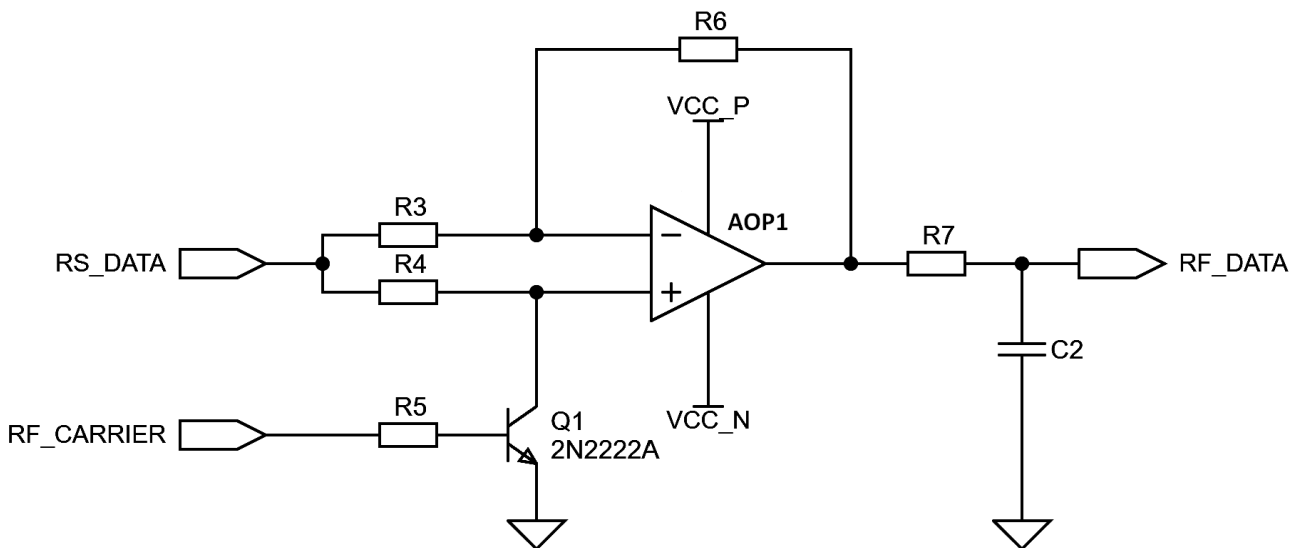 R6
VCC_P
R3
AOP1
R7
RS_DATA
R4
RF_DATA
C2
R5
Q1
VCC_N
RF_CARRIER
2N2222A